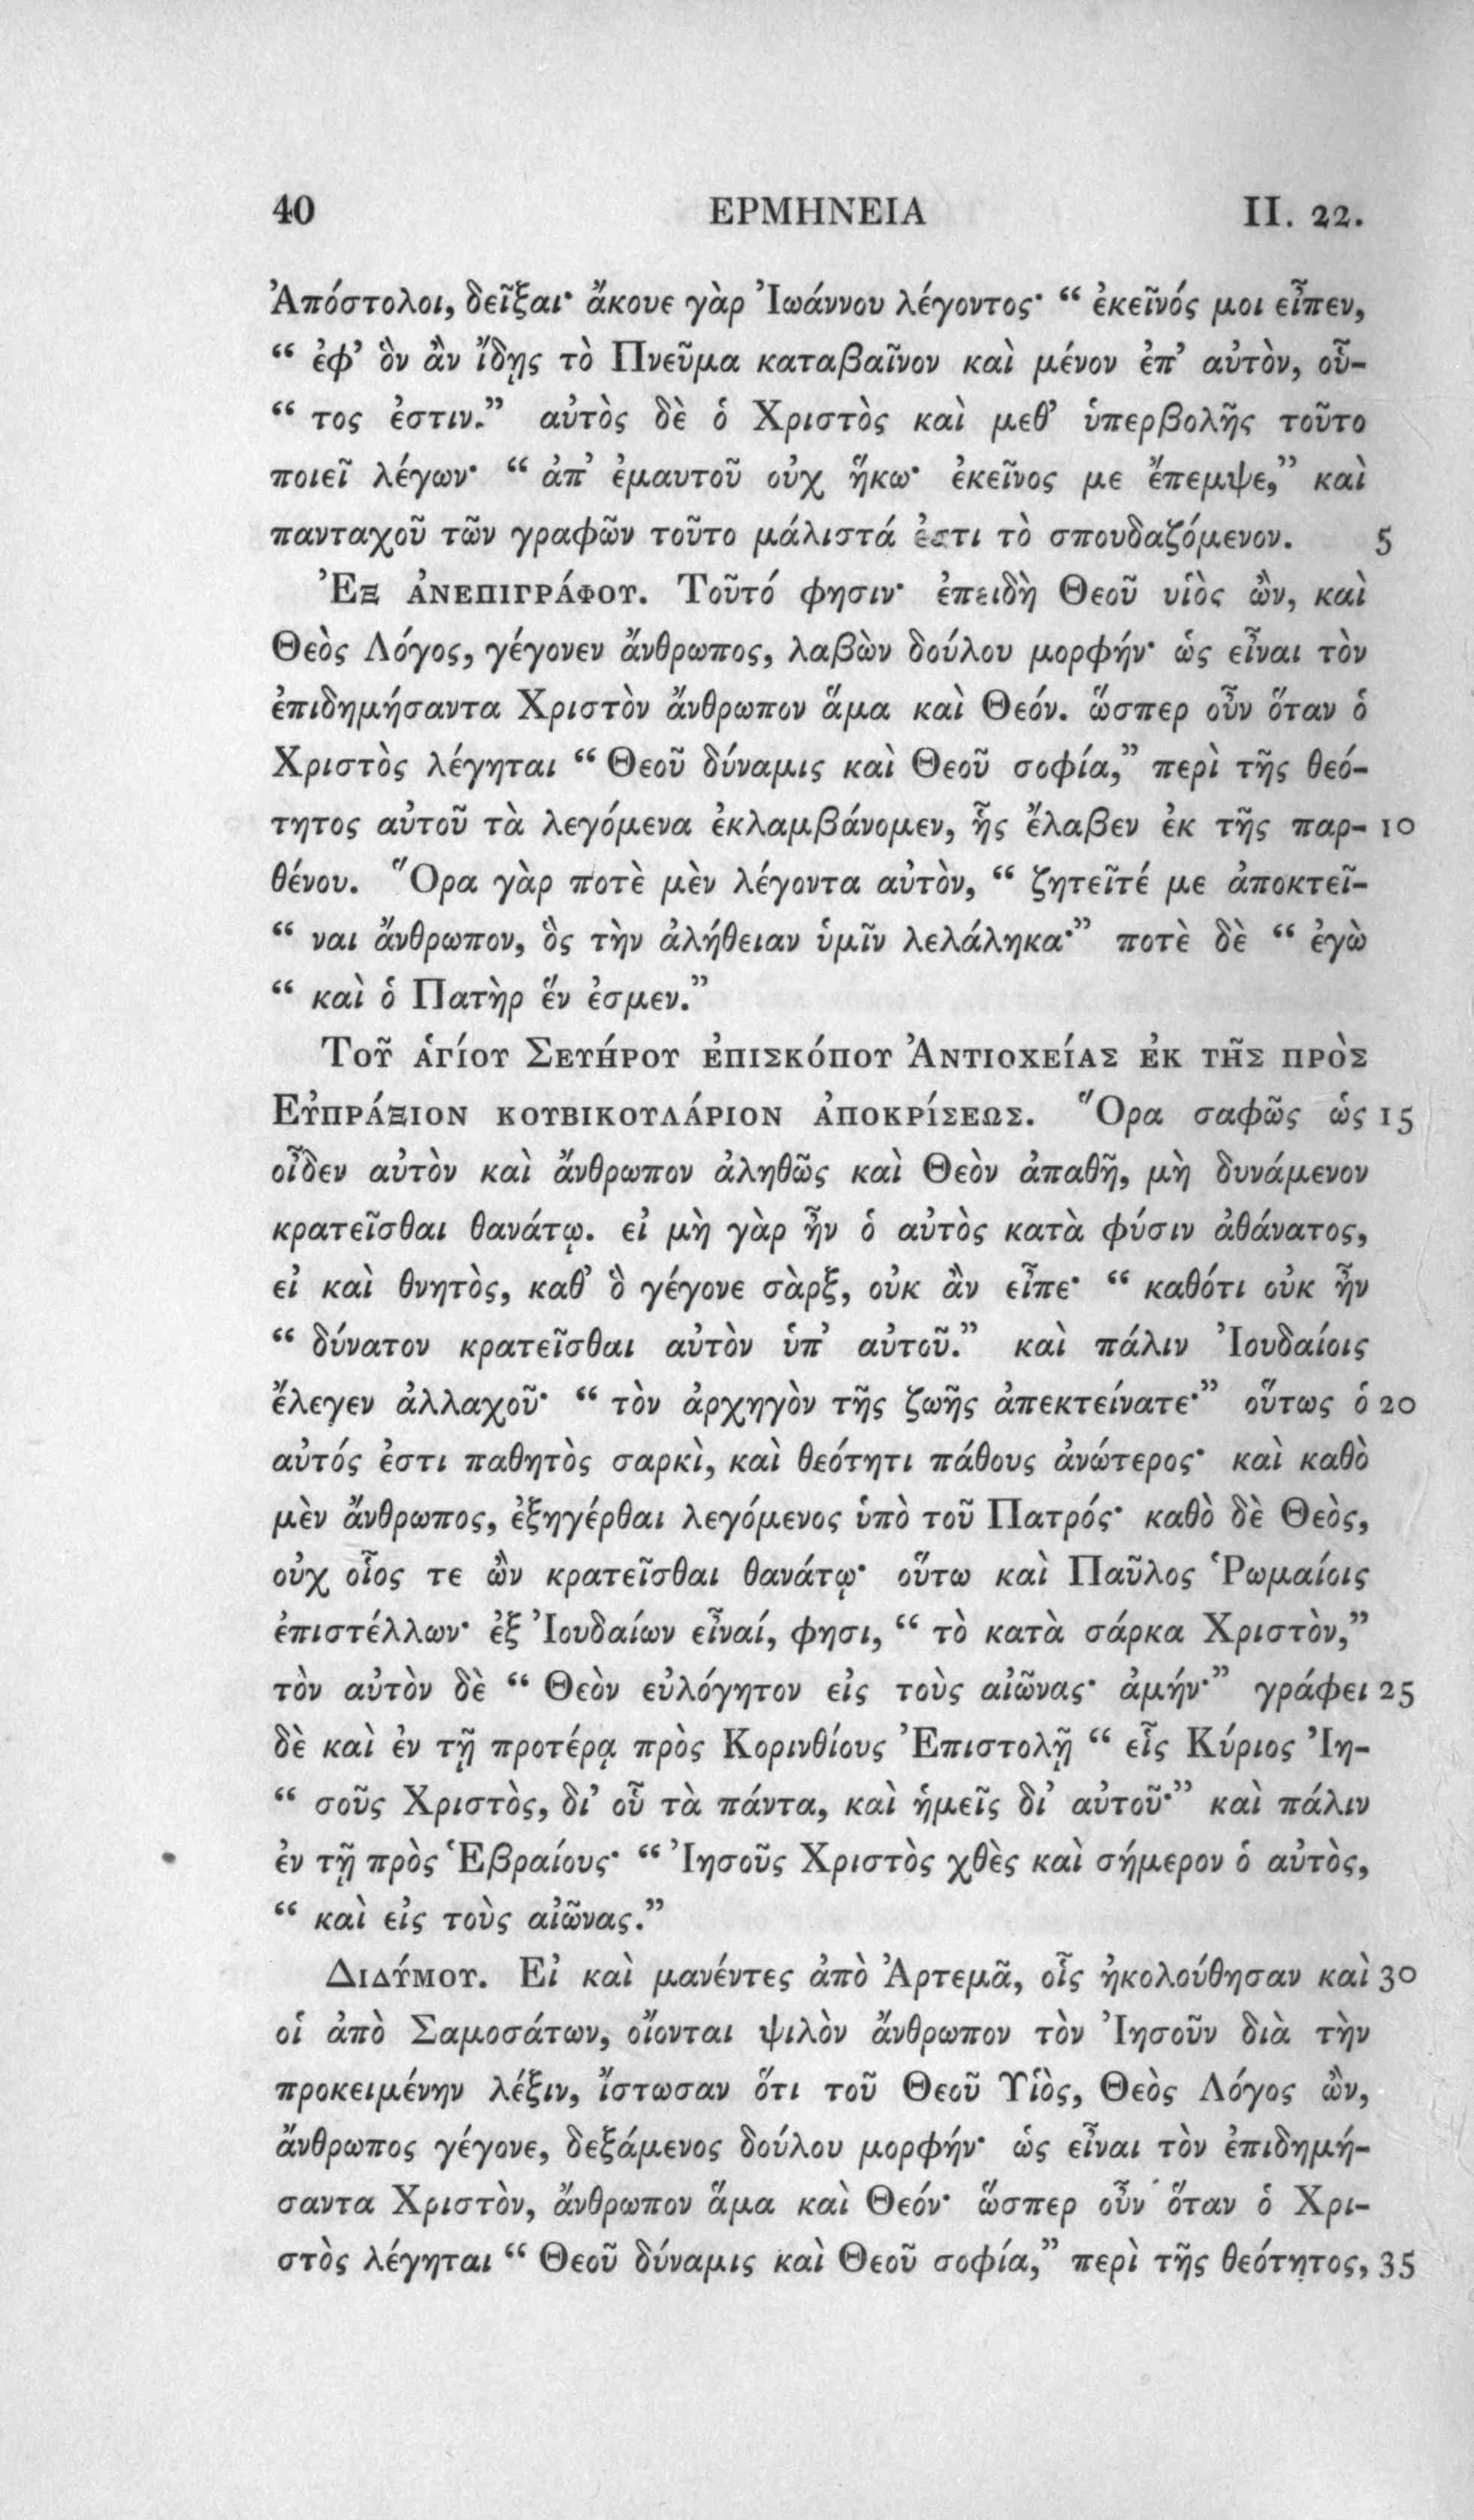 40 ΕΡΜΗΝΕΙΑ II. 22.
Ἀπόστολοι, δεῖξαι· ἄκουε γὰρ Ἰωάννου λέγοντος· “ ἐκεῖνός μοι εἶπεν,
“ ἐφ’ ὃν ἂν ἴδῃς τὸ Πνεῦμα καταβαῖνον καὶ μένον ἐπ’ αὐτὸν, οὗ-
“ τος ἐστιν.” αὐτὸς δὲ ὁ Χριστὸς καὶ μεθ’ ὑπερβολῆς τοῦτο
ποιεῖ λέγων· “ ἀπ’ ἐμαυτοῦ οὐχ ἥκω· ἐκεῖνος με ἔπεμψε,” καὶ
πανταχοῦ τῶν γραφῶν τοῦτο μάλιστά ἐστι τὸ σπουδαζόμενον. 5
Ἐξ ἀνεπιγράφου. Τοῦτό φησιν· ἐπειδὴ Θεοῦ υἱὸς ὢν, καὶ
Θεὸς Λόγος, γέγονεν ἄνθρωπος, λαβὼν δούλου μορφήν· ὡς εἶναι τὸν
ἐπιδημήσαντα Χριστὸν ἄνθρωπον ἅμα καὶ Θεόν. ὥσπερ οὖν ὅταν ὁ
Χριστὸς λέγηται “ Θεοῦ δύναμις καὶ Θεοῦ σοφία,” περὶ τῆς θεό-
τητος αὐτοῦ τὰ λεγόμενα ἐκλαμβάνομεν, ἧς ἔλαβεν ἐκ τῆς παρ- 10
θένου. Ὅρα γὰρ ποτὲ μὲν λέγοντα αὐτὸν, “ ζητεῖτέ με ἀποκτεῖ-
“ ναι ἄνθρωπον, ὃς τὴν ἀλήθειαν ὑμῖν λελάληκα·” ποτὲ δὲ “ ἐγὼ
“ καὶ ὁ Πατὴρ ἕν ἐσμεν.”
Τοῦ ἁγίου Σευήρου ἐπισκόπου Ἀντιοχείας ἐκ τῆς πρὸς
Εὐπράξιον κουβικουλάριον ἀποκρίσεως. Ὅρα σαφῶς ὡς 15
οἶδεν αὐτὸν καὶ ἄνθρωπον ἀληθῶς καὶ Θεὸν ἀπαθῆ, μὴ δυνάμενον
κρατεῖσθαι θανάτῳ. εἰ μὴ γὰρ ἦν ὁ αὐτὸς κατὰ φύσιν ἀθάνατος,
εἰ καὶ θνητὸς, καθ’ ὃ γέγονε σὰρξ, οὐκ ἂν εἶπε· “ καθότι οὐκ ἦν
“ δύνατον κρατεῖσθαι αὐτὸν ὑπ’ αὐτοῦ.” καὶ πάλιν Ἰουδαίοις
ἔλεγεν ἀλλαχοῦ· “ τὸν ἀρχηγὸν τῆς ζωῆς ἀπεκτείνατε·” οὕτως ὁ 20
αὐτός ἐστι παθητὸς σαρκὶ, καὶ θεότητι πάθους ἀνώτερος· καὶ καθὸ
μὲν ἄνθρωπος, ἐξηγέρθαι λεγόμενος ὑπὸ τοῦ Πατρός· καθὸ δὲ Θεὸς,
οὐχ οἷος τε ὢν κρατεῖσθαι θανάτῳ· οὕτω καὶ Παῦλος Ῥωμαίοις
ἐπιστέλλων· ἐξ Ἰουδαίων εἶναί, φησι, “ τὸ κατὰ σάρκα Χριστὸν,”
τὸν αὐτὸν δὲ “ Θεὸν εὐλόγητον εἰς τοὺς αἰῶνας· ἀμήν·” γράφει 25
δὲ καὶ ἐν τῇ προτέρᾳ πρὸς Κορινθίους Ἐπιστολῇ “ εἷς Κύριος Ἰη-
“ σοῦς Χριστὸς, δι’ οὗ τὰ πάντα, καὶ ἡμεῖς δι’ αὐτοῦ·” καὶ πάλιν
ἐν τῇ πρὸς Ἑβραίους· “ Ἰησοῦς Χριστὸς χθὲς καὶ σήμερον ὁ αὐτὸς,
“ καὶ εἰς τοὺς αἰῶνας.”
Διδύμου. Εἰ καὶ μανέντες ἀπὸ Ἀρτεμᾶ, οἷς ἠκολούθησαν καὶ 30
οἱ ἀπὸ Σαμοσάτων, οἴονται ψιλὸν ἄνθρωπον τὸν Ἰησοῦν διὰ τὴν
προκειμένην λέξιν, ἴστωσαν ὅτι τοῦ Θεοῦ Υἱὸς, Θεὸς Λόγος ὢν,
ἄνθρωπος γέγονε, δεξάμενος δούλου μορφήν· ὡς εἶναι τὸν ἐπιδημή-
σαντα Χριστὸν, ἄνθρωπον ἅμα καὶ Θεόν· ὥσπερ οὖν ὅταν ὁ Χρι-
στὸς λέγηται “ Θεοῦ δύναμις καὶ Θεοῦ σοφία,” περὶ τῆς θεότητος, 35